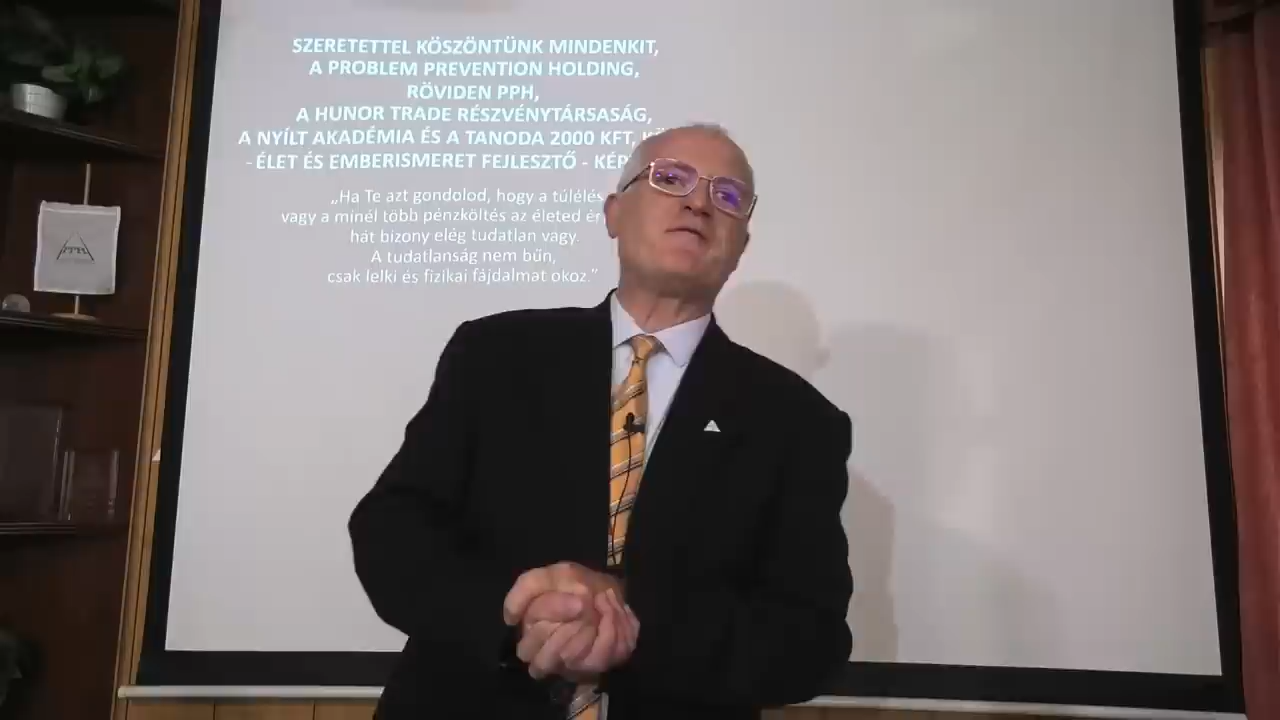 SZERETETTEL KÖSZÖNTÜNK MINDENKIT,
A PROBLEM PREVENTION HOLDING,
RÖVIDEN PPH,
A HUNOR TRADE RÉSZVÉNYTÁRSASÁG,
A NYÍLT AKADÉMIA ÉS A TANODA 2000 KFT,
- ÉLET ÉS EMBERISMERET FEJLESZTŐ -
„Ha Te azt gondolod, hogy a túlélés
vagy a minél több pénzköltés az életed
hát bizony elég tudatlan vagy.
A tudatlanság nem bűn,
csak lelki és fizikai fájdalmat okoz.”
PPH